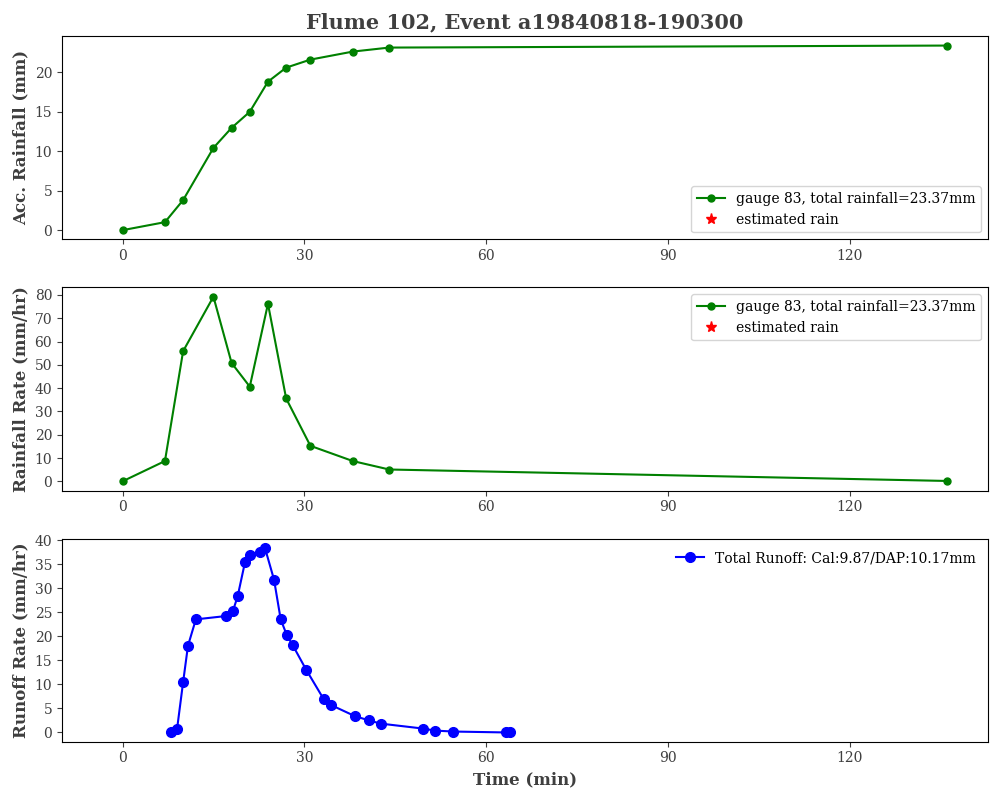 Flume 102, Event a19840818-190300
Acc. Rainfall (mm)
20
15
10
5
0
gauge 83, total rainfall=23.37mm
estimated rain
0 30 60 90 120
Rainfall Rate (mm/hr)
80
70
60
50
40
30
20
10
0
gauge 83, total rainfall=23.37mm
estimated rain
0 30 60 90 120
Runoff Rate (mm/hr)
40
35
30
25
20
15
10
5
0
Total Runoff: Cal:9.87/DAP:10.17mm
0 30 60 90 120
Time (min)